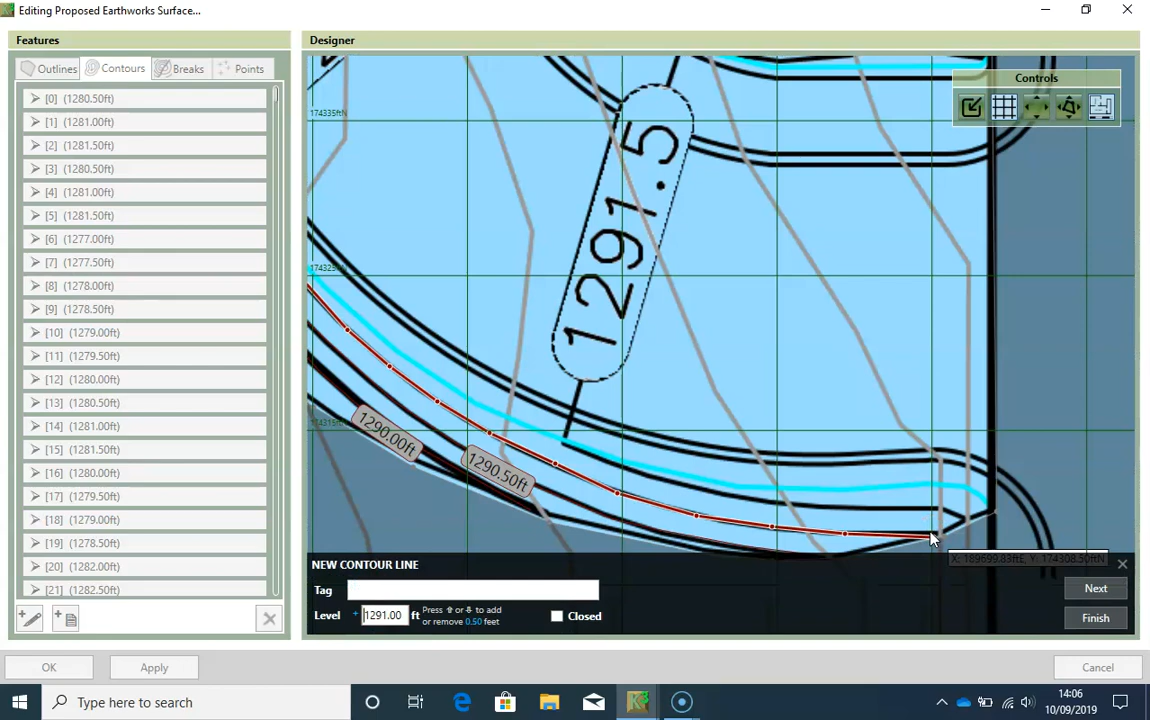 Editing Proposed Earthworks Surface...
Features
Designer
Outlines
Contours
Breaks
Points
[0] (1280.50ft)
[1] (1281.00ft)
[2] (1281.50ft)
[3] (1280.50ft)
[4] (1281.00ft)
[5] (1281.50ft)
[6] (1277.00ft)
[7] (1277.50ft)
[8] (1278.00ft)
[9] (1278.50ft)
[10] (1279.00ft)
[11] (1279.50ft)
[12] (1280.00ft)
[13] (1280.50ft)
[14] (1281.00ft)
[15] (1281.50ft)
[16] (1280.00ft)
[17] (1279.50ft)
[18] (1279.00ft)
[19] (1278.50ft)
[20] (1282.00ft)
[21] (1282.50ft)
Controls
174335ftN
1291.5
174315ftN
1290.00ft
1290.50ft
X: 189699.83ftE, Y: 174308.50ftN
NEW CONTOUR LINE
Tag
Level + 1291.00 ft Press ⇧ or ⇩ to add
or remove 0.50 feet
Closed
Next
Finish
OK
Apply
Cancel
Type here to search
14:06
10/09/2019